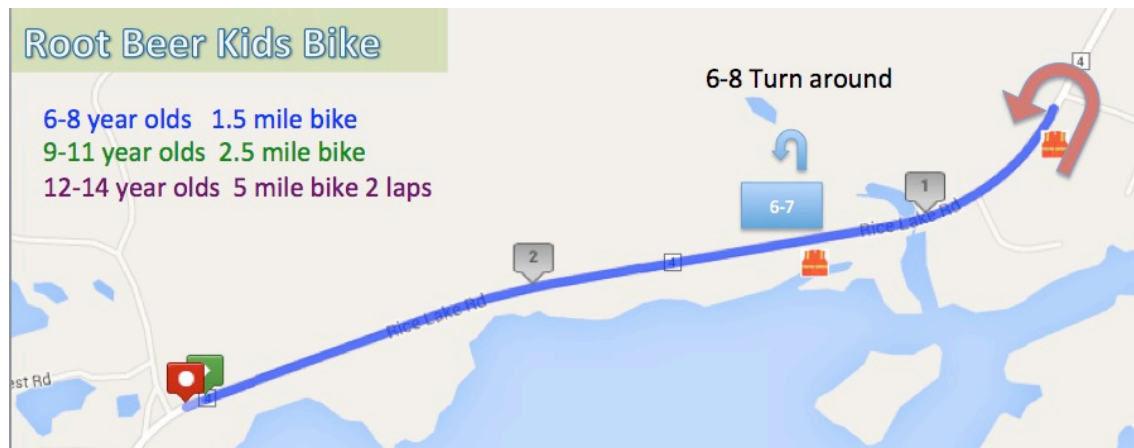 Root Beer Kids Bike
6-8 year olds 1.5 mile bike
9-11 year olds 2.5 mile bike
12-14 year olds 5 mile bike 2 laps
6-8 Turn around
4
6-7
1
Rice Lake Rd
2
4
Rice Lake Rd
est Rd
4